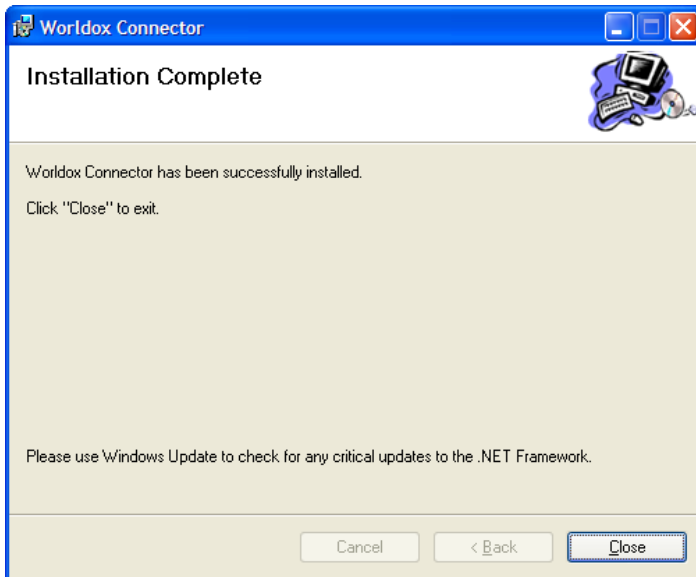 Worldox Connector
Installation Complete
Worldox Connector has been successfully installed.
Click "Close" to exit.
Please use Windows Update to check for any critical updates to the .NET Framework.
Cancel
< Back
Close